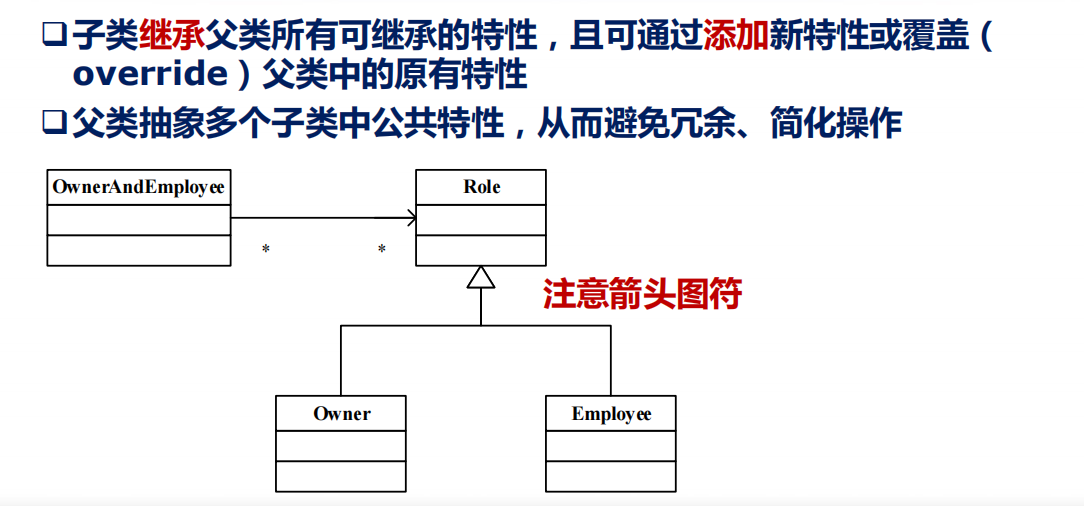 ❑子类继承父类所有可继承的特性，且可通过添加新特性或覆盖（
override）父类中的原有特性
❑父类抽象多个子类中公共特性，从而避免冗余、简化操作
OwnerAndEmployee
Role
* *
注意箭头图符
Owner
Employee